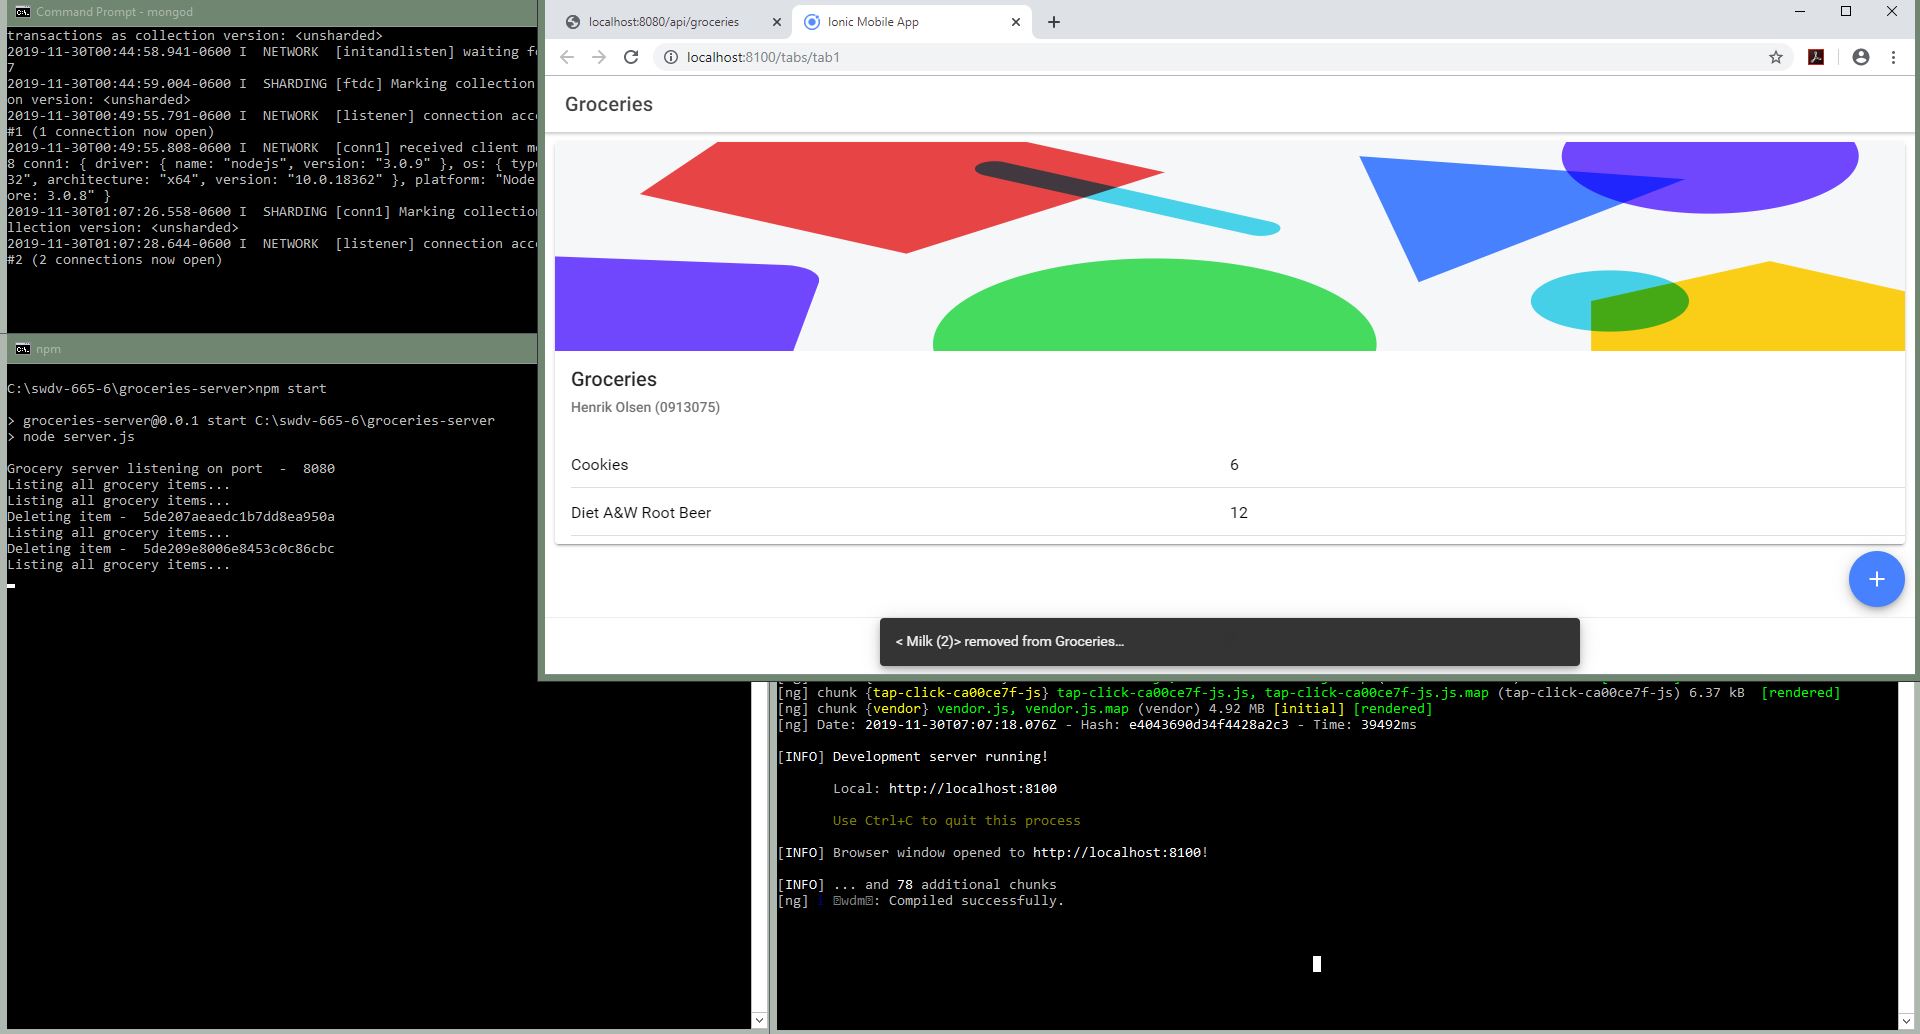 Command Prompt - mongod
transactions as collection version: <unsharded>
2019-11-30T00:44:58.941-0600 I  NETWORK  [initandlisten] waiting
7
2019-11-30T00:44:59.004-0600 I  SHARDING [ftdc] Marking collection
on version: <unsharded>
2019-11-30T00:49:55.791-0600 I  NETWORK  [listener] connection
#1 (1 connection now open)
2019-11-30T00:49:55.808-0600 I  NETWORK  [conn1] received client
8 conn1: { driver: { name: "nodejs", version: "3.0.9" }, os: {
32", architecture: "x64", version: "10.0.18362" }, platform: "Node
ore: 3.0.8" }
2019-11-30T01:07:26.558-0600 I  SHARDING [conn1] Marking collection
llection version: <unsharded>
2019-11-30T01:07:28.644-0600 I  NETWORK  [listener] connection
#2 (2 connections now open)
npm
C:\swdv-665-6\groceries-server>npm start
> groceries-server@0.0.1 start C:\swdv-665-6\groceries-server
> node server.js
Grocery server listening on port  -  8080
Listing all grocery items...
Listing all grocery items...
Deleting item -  5de207aeaedc1b7dd8ea950a
Listing all grocery items...
Deleting item -  5de209e8006e8453c0c86cbc
Listing all grocery items...
localhost:8080/api/groceries
Ionic Mobile App
localhost:8100/tabs/tab1
Groceries
Groceries
Henrik Olsen (0913075)
Cookies 6
Diet A&W Root Beer 12
< Milk (2)> removed from Groceries...
[ng] chunk {tap-click-ca00ce7f-js} tap-click-ca00ce7f-js.js, tap-click-ca00ce7f-js.js.map (tap-click-ca00ce7f-js) 6.37 kB  [rendered]
[ng] chunk {vendor} vendor.js, vendor.js.map (vendor) 4.92 MB [initial] [rendered]
[ng] Date: 2019-11-30T07:07:18.076Z - Hash: e4043690d34f4428a2c3 - Time: 39492ms
[INFO] Development server running!
Local: http://localhost:8100
Use Ctrl+C to quit this process
[INFO] Browser window opened to http://localhost:8100!
[INFO] ... and 78 additional chunks
[ng] wdm: Compiled successfully.